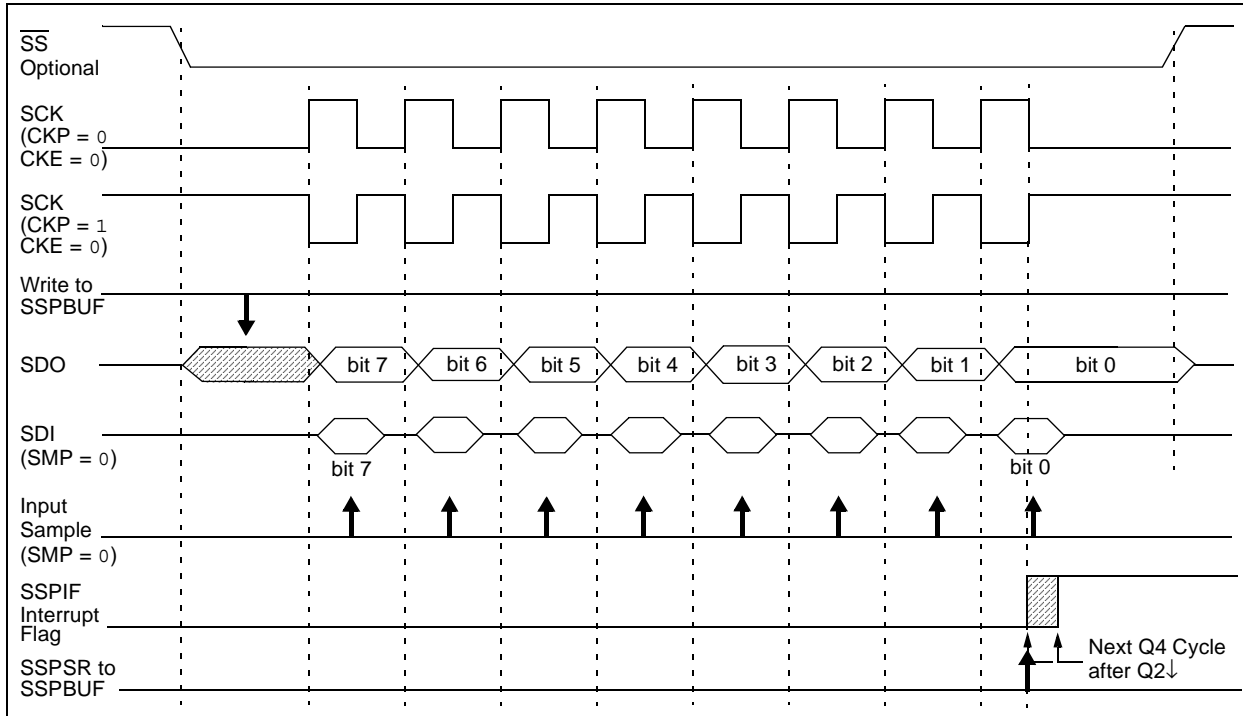 SS
Optional
SCK
(CKP = 0
CKE = 0)
SCK
(CKP = 1
CKE = 0)
Write to
SSPBUF
SDO
bit 7
bit 6
bit 5
bit 4
bit 3
bit 2
bit 1
bit 0
SDI
(SMP = 0)
bit 7
bit 0
Input
Sample
(SMP = 0)
SSPIF
Interrupt
Flag
SSPSR to
SSPBUF
Next Q4 Cycle
after Q2↓